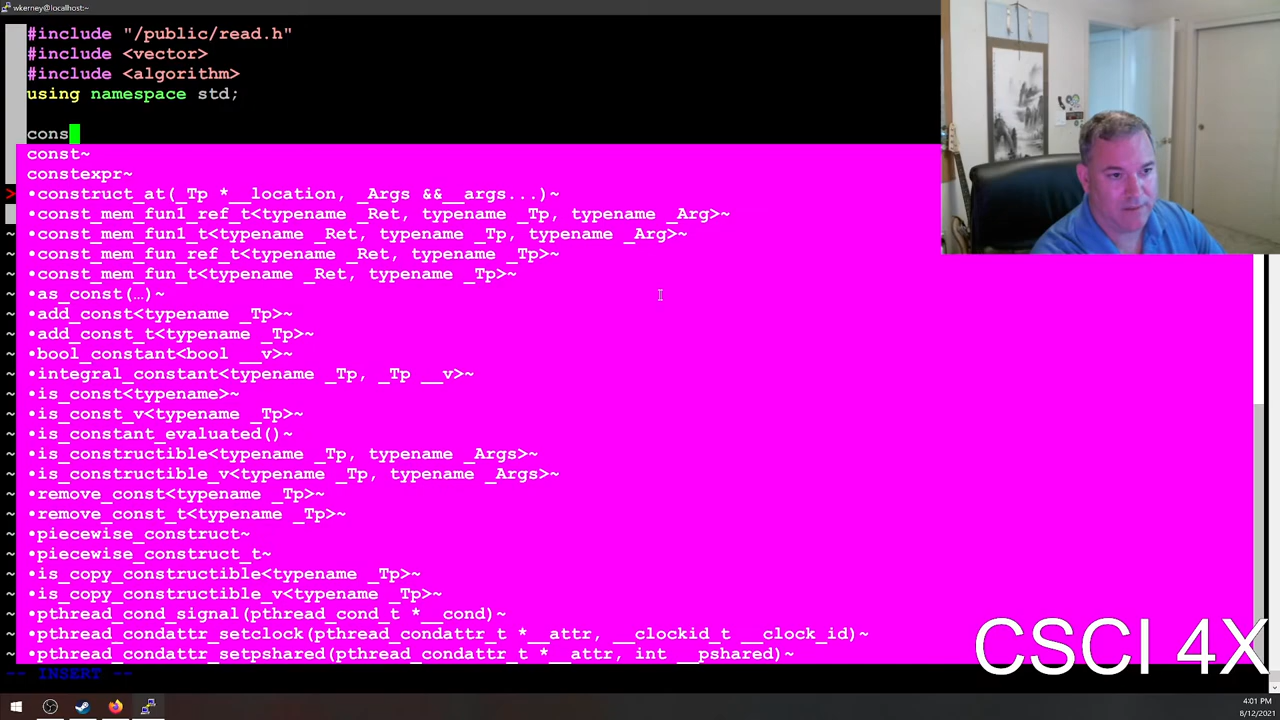 wkerney@localhost:~
#include "/public/read.h"
#include <vector>
#include <algorithm>
using namespace std;
cons
const~
constexpr~
> •construct_at(_Tp *__location, _Args &&__args...)~
•const_mem_fun1_ref_t<typename _Ret, typename _Tp, typename _Arg>~
~ •const_mem_fun1_t<typename _Ret, typename _Tp, typename _Arg>~
~ •const_mem_fun_ref_t<typename _Ret, typename _Tp>~
~ •const_mem_fun_t<typename _Ret, typename _Tp>~
~ •as_const(…)~
~ •add_const<typename _Tp>~
~ •add_const_t<typename _Tp>~
~ •bool_constant<bool __v>~
~ •integral_constant<typename _Tp, _Tp __v>~
~ •is_const<typename>~
~ •is_const_v<typename _Tp>~
~ •is_constant_evaluated()~
~ •is_constructible<typename _Tp, typename _Args>~
~ •is_constructible_v<typename _Tp, typename _Args>~
~ •remove_const<typename _Tp>~
~ •remove_const_t<typename _Tp>~
~ •piecewise_construct~
~ •piecewise_construct_t~
~ •is_copy_constructible<typename _Tp>~
~ •is_copy_constructible_v<typename _Tp>~
~ •pthread_cond_signal(pthread_cond_t *__cond)~
~ •pthread_condattr_setclock(pthread_condattr_t *__attr, __clockid_t __clock_id)~
~ •pthread_condattr_setpshared(pthread_condattr_t *__attr, int __pshared)~
-- INSERT --
CSCI 4X
4:01 PM
8/12/2021